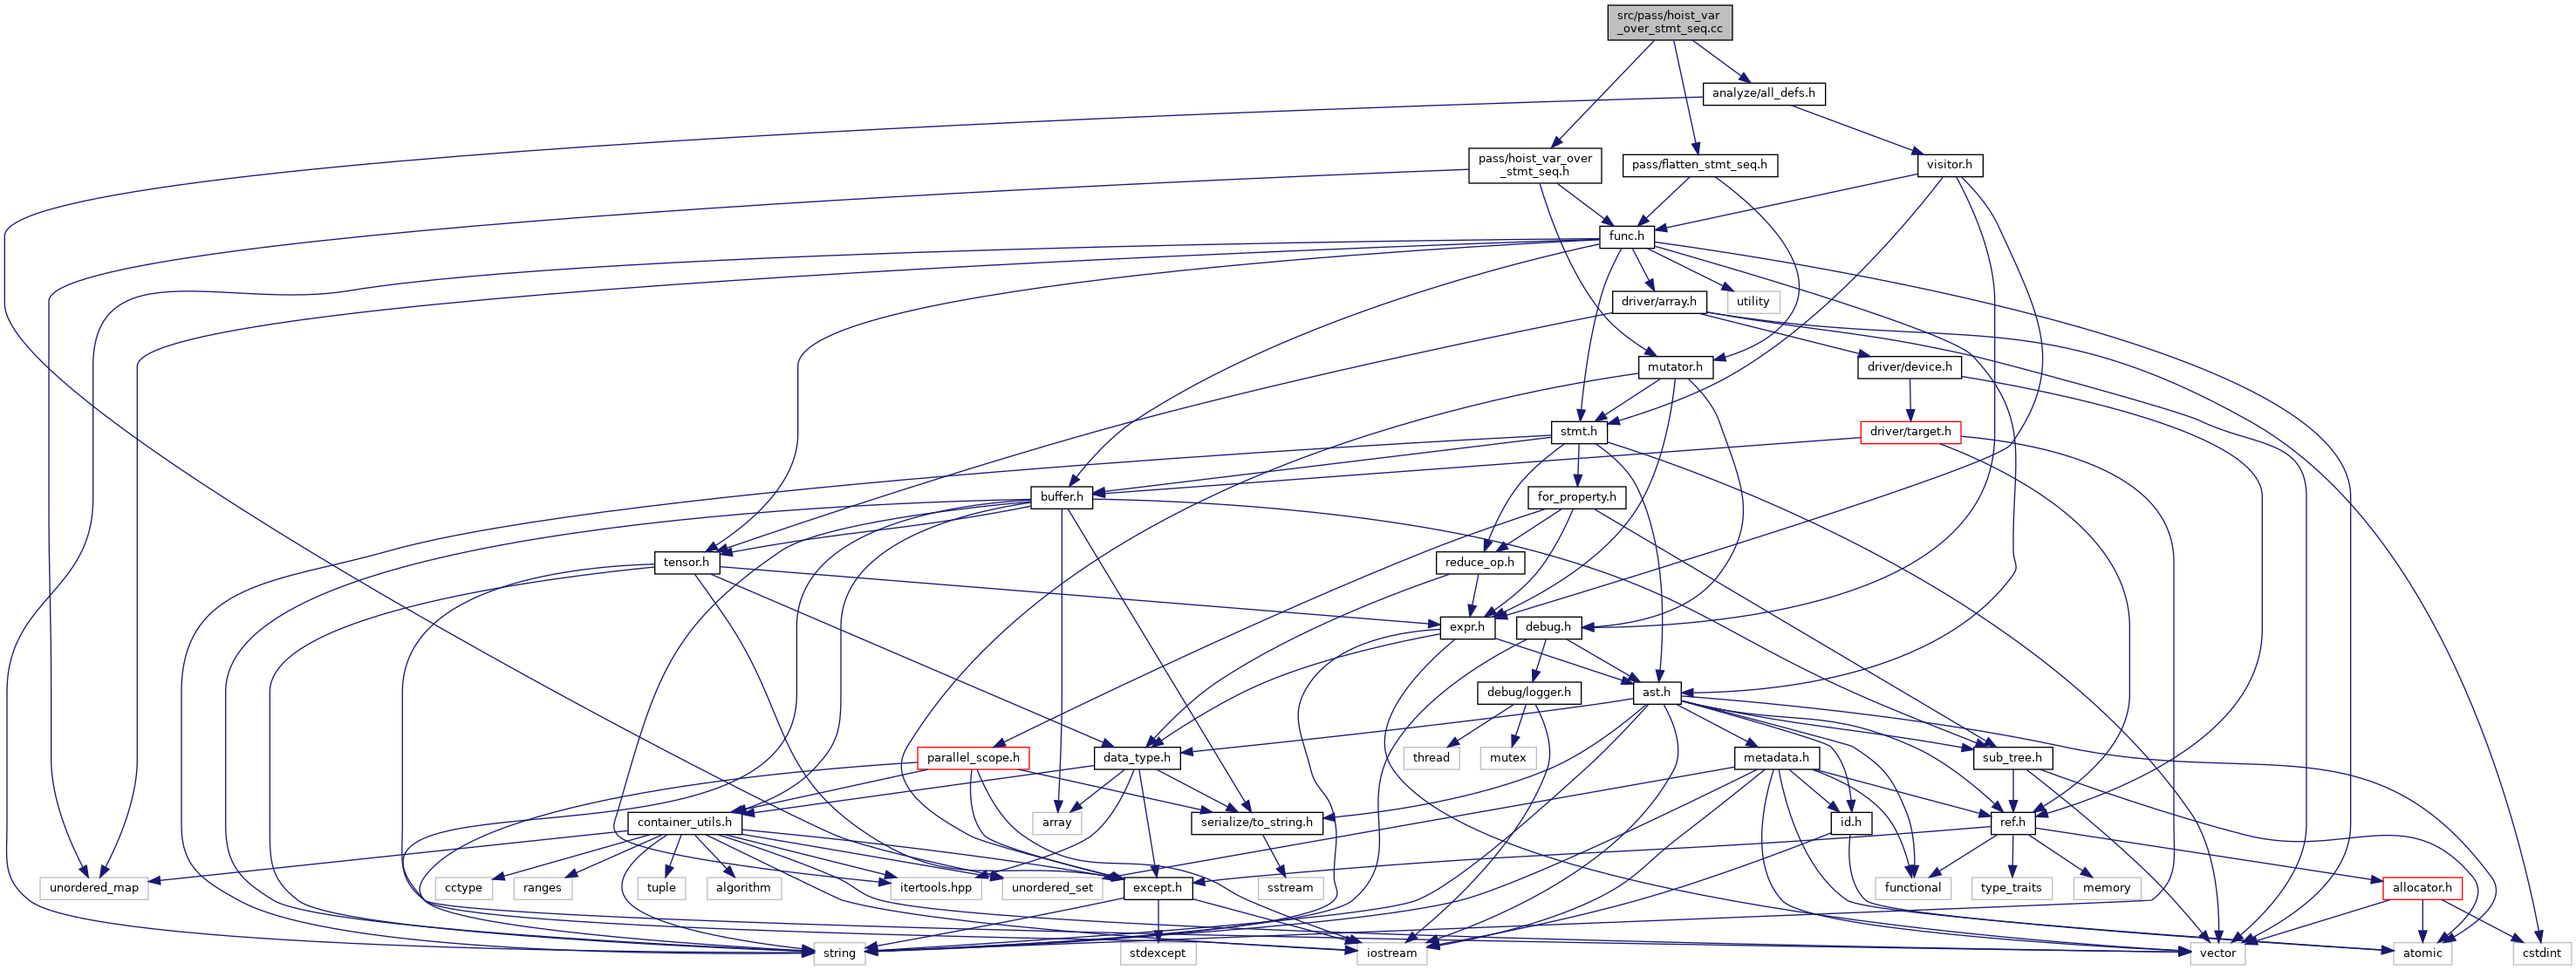 src/pass/hoist_var
_over_stmt_seq.cc
analyze/all_defs.h
pass/hoist_var_over
_stmt_seq.h
pass/flatten_stmt_seq.h
visitor.h
func.h
driver/array.h
utility
mutator.h
driver/device.h
stmt.h
driver/target.h
buffer.h
for_property.h
tensor.h
reduce_op.h
expr.h
debug.h
debug/logger.h
ast.h
parallel_scope.h
data_type.h
thread
mutex
metadata.h
sub_tree.h
container_utils.h
array
serialize/to_string.h
id.h
ref.h
unordered_map
cctype
ranges
tuple
algorithm
itertools.hpp
unordered_set
except.h
sstream
functional
type_traits
memory
allocator.h
string
stdexcept
iostream
vector
atomic
cstdint